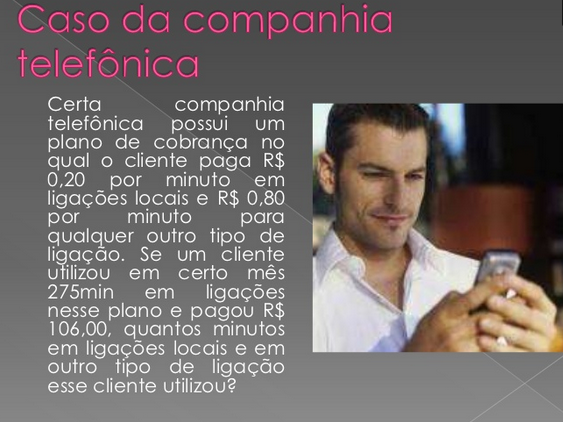 Caso da companhia
telefônica
Certa companhia
telefônica possui um
plano de cobrança no
qual o cliente paga R$
0,20 por minuto em
ligações locais e R$ 0,80
por minuto para
qualquer outro tipo de
ligação. Se um cliente
utilizou em certo mês
275min em ligações
nesse plano e pagou R$
106,00, quantos minutos
em ligações locais e em
outro tipo de ligação
esse cliente utilizou?